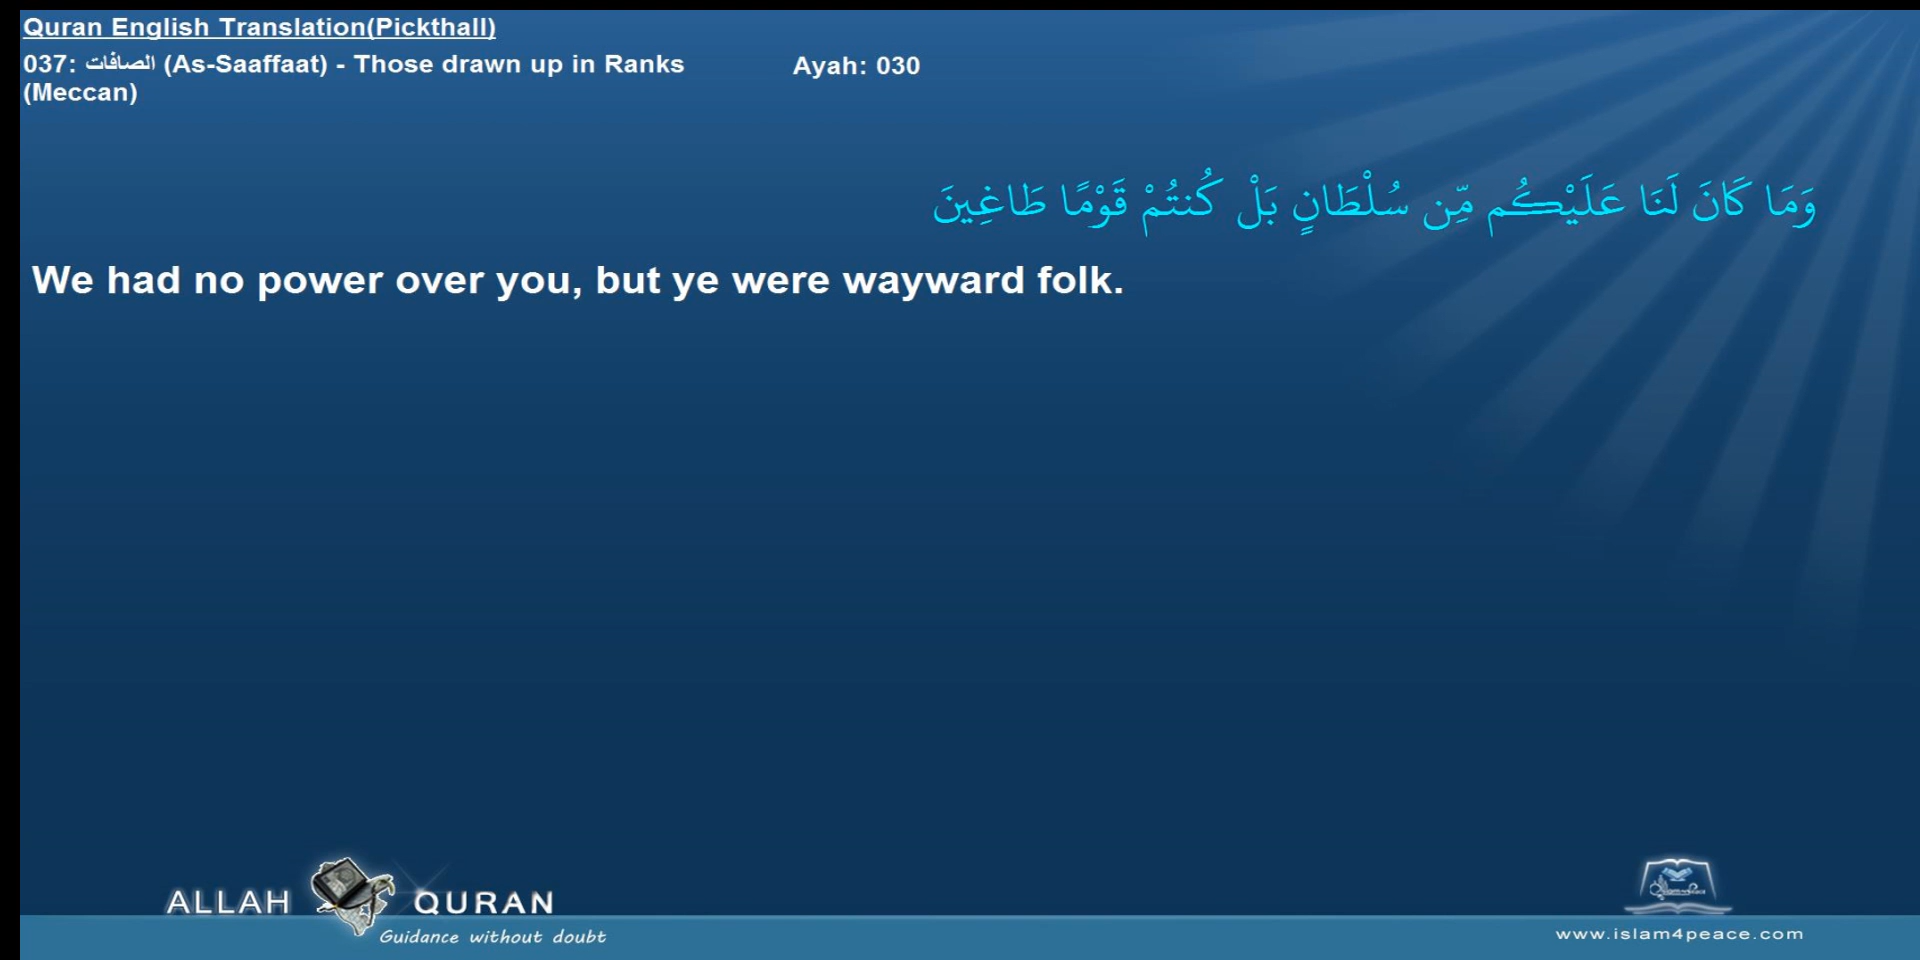 Quran English Translation(Pickthall)
037: الصافات (As-Saaffaat) - Those drawn up in Ranks Ayah: 030
(Meccan)
وَمَا كَانَ لَنَا عَلَيْكُم مِّن سُلْطَانٍ بَلْ كُنتُمْ قَوْمًا طَاغِينَ
We had no power over you, but ye were wayward folk.
ALLAH QURAN
Guidance without doubt
www.islam4peace.com